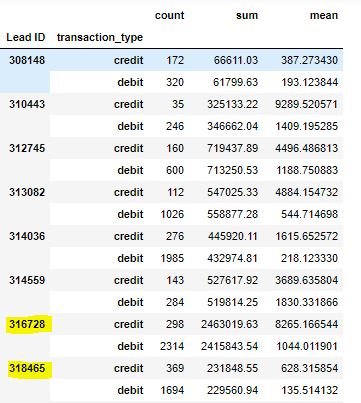 count sum mean
Lead ID transaction_type
308148 credit 172 66611.03 387.273430
debit 320 61799.63 193.123844
310443 credit 35 325133.22 9289.520571
debit 246 346662.04 1409.195285
312745 credit 160 719437.89 4496.486813
debit 600 713250.53 1188.750883
313082 credit 112 547025.33 4884.154732
debit 1026 558877.28 544.714698
314036 credit 276 445920.11 1615.652572
debit 1985 432974.81 218.123330
314559 credit 143 527617.92 3689.635804
debit 284 519814.25 1830.331866
316728 credit 298 2463019.63 8265.166544
debit 2314 2415843.54 1044.011901
318465 credit 369 231848.55 628.315854
debit 1694 229560.94 135.514132